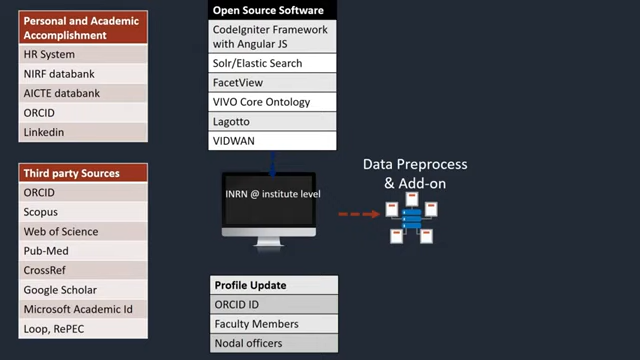 Personal and Academic
Accomplishment
HR System
NIRF databank
AICTE databank
ORCID
Linkedin
Third party Sources
ORCID
Scopus
Web of Science
Pub-Med
CrossRef
Google Scholar
Microsoft Academic Id
Loop, RePEC
Open Source Software
CodeIgniter Framework
with Angular JS
Solr/Elastic Search
FacetView
VIVO Core Ontology
Lagotto
VIDWAN
INRN @ institute level
Profile Update
ORCID ID
Faculty Members
Nodal officers
Data Preprocess
& Add-on